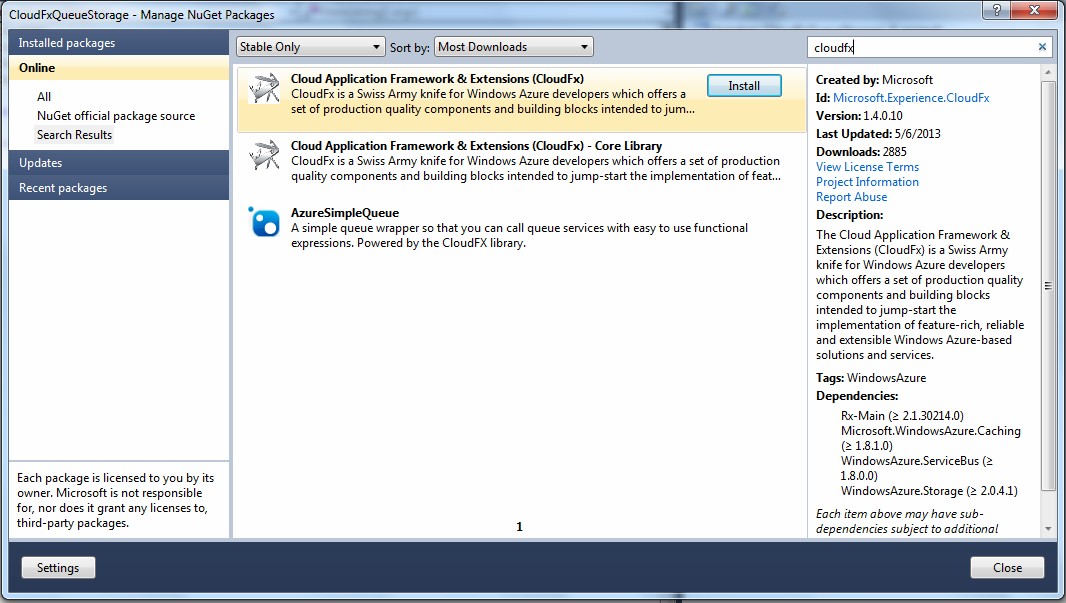 CloudFxQueueStorage - Manage NuGet Packages
Installed packages
Online
All
NuGet official package source
Search Results
Updates
Recent packages
Each package is licensed to you by its
owner. Microsoft is not responsible
for, nor does it grant any licenses to,
third-party packages.
Stable Only
Sort by:
Most Downloads
Cloud Application Framework & Extensions (CloudFx)
CloudFx is a Swiss Army knife for Windows Azure developers which offers a
set of production quality components and building blocks intended to jum...
Install
Cloud Application Framework & Extensions (CloudFx) - Core Library
CloudFx is a Swiss Army knife for Windows Azure developers which offers a set of production
quality components and building blocks intended to jump-start the implementation of feat...
AzureSimpleQueue
A simple queue wrapper so that you can call queue services with easy to use functional
expressions. Powered by the CloudFX library.
1
cloudfx
Created by: Microsoft
Id: Microsoft.Experience.CloudFx
Version: 1.4.0.10
Last Updated: 5/6/2013
Downloads: 2885
View License Terms
Project Information
Report Abuse
Description:
The Cloud Application Framework &
Extensions (CloudFx) is a Swiss Army
knife for Windows Azure developers
which offers a set of production quality
components and building blocks
intended to jump-start the
implementation of feature-rich, reliable
and extensible Windows Azure-based
solutions and services.
Tags: WindowsAzure
Dependencies:
Rx-Main (≥ 2.1.30214.0)
Microsoft.WindowsAzure.Caching
(≥ 1.8.1.0)
WindowsAzure.ServiceBus (≥
1.8.0.0)
WindowsAzure.Storage (≥ 2.0.4.1)
Each item above may have sub-
dependencies subject to additional
Settings
Close